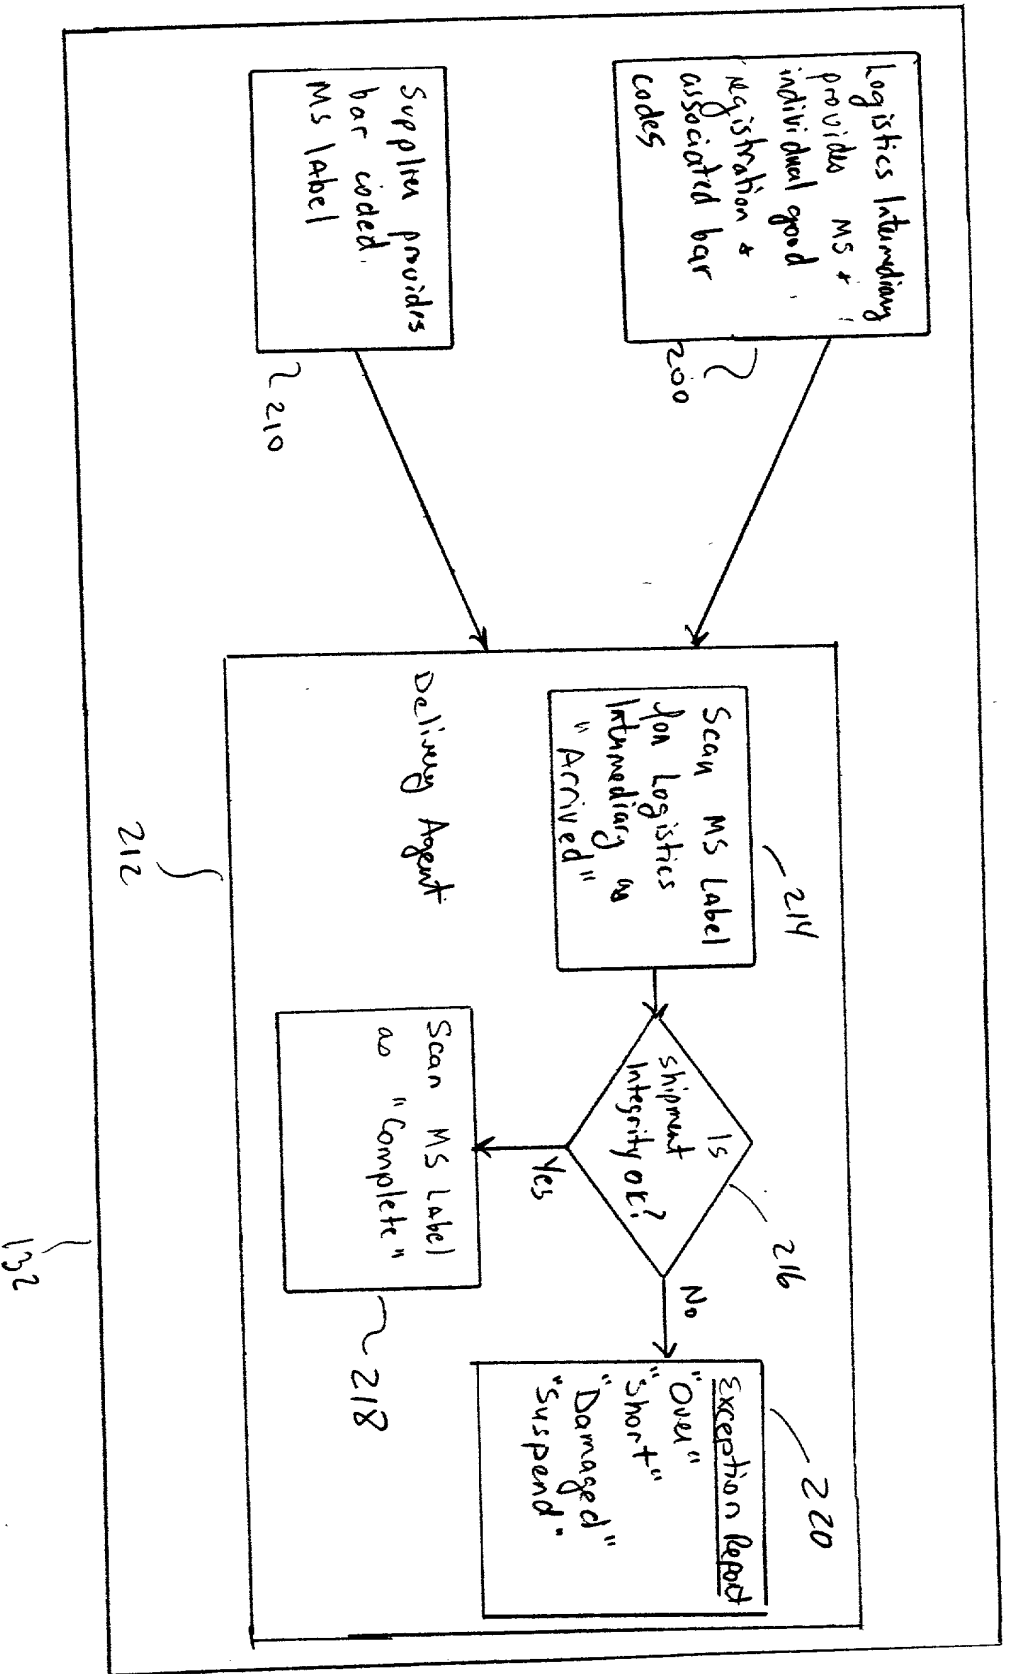 Logistics Intermediary
provides MS &
individual good
registration &
associated bar
codes
200
Supplier provides
bar coded
MS label
210
Scan MS Label
for Logistics
Intermediary as
"Arrived"
214
Is
shipment
Integrity OK?
216
No
Yes
Exception Report
"Over"
"Short"
"Damaged"
"Suspend"
220
Scan MS Label
as "Complete"
218
Delivery Agent
212
132